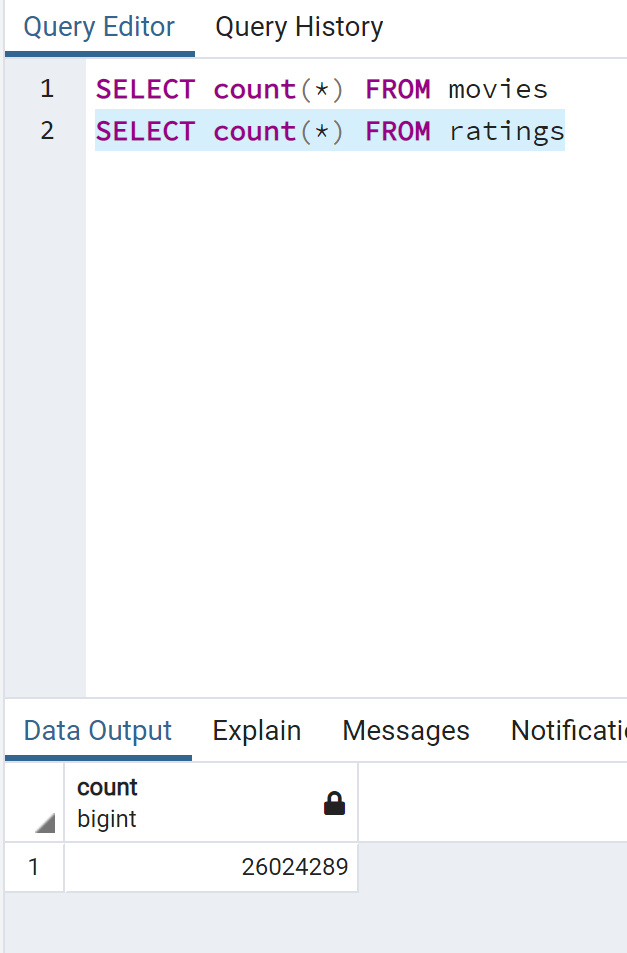 Query Editor Query History
1 SELECT count(*) FROM movies
2 SELECT count(*) FROM ratings
Data Output Explain Messages Notificati
count
bigint
1 26024289